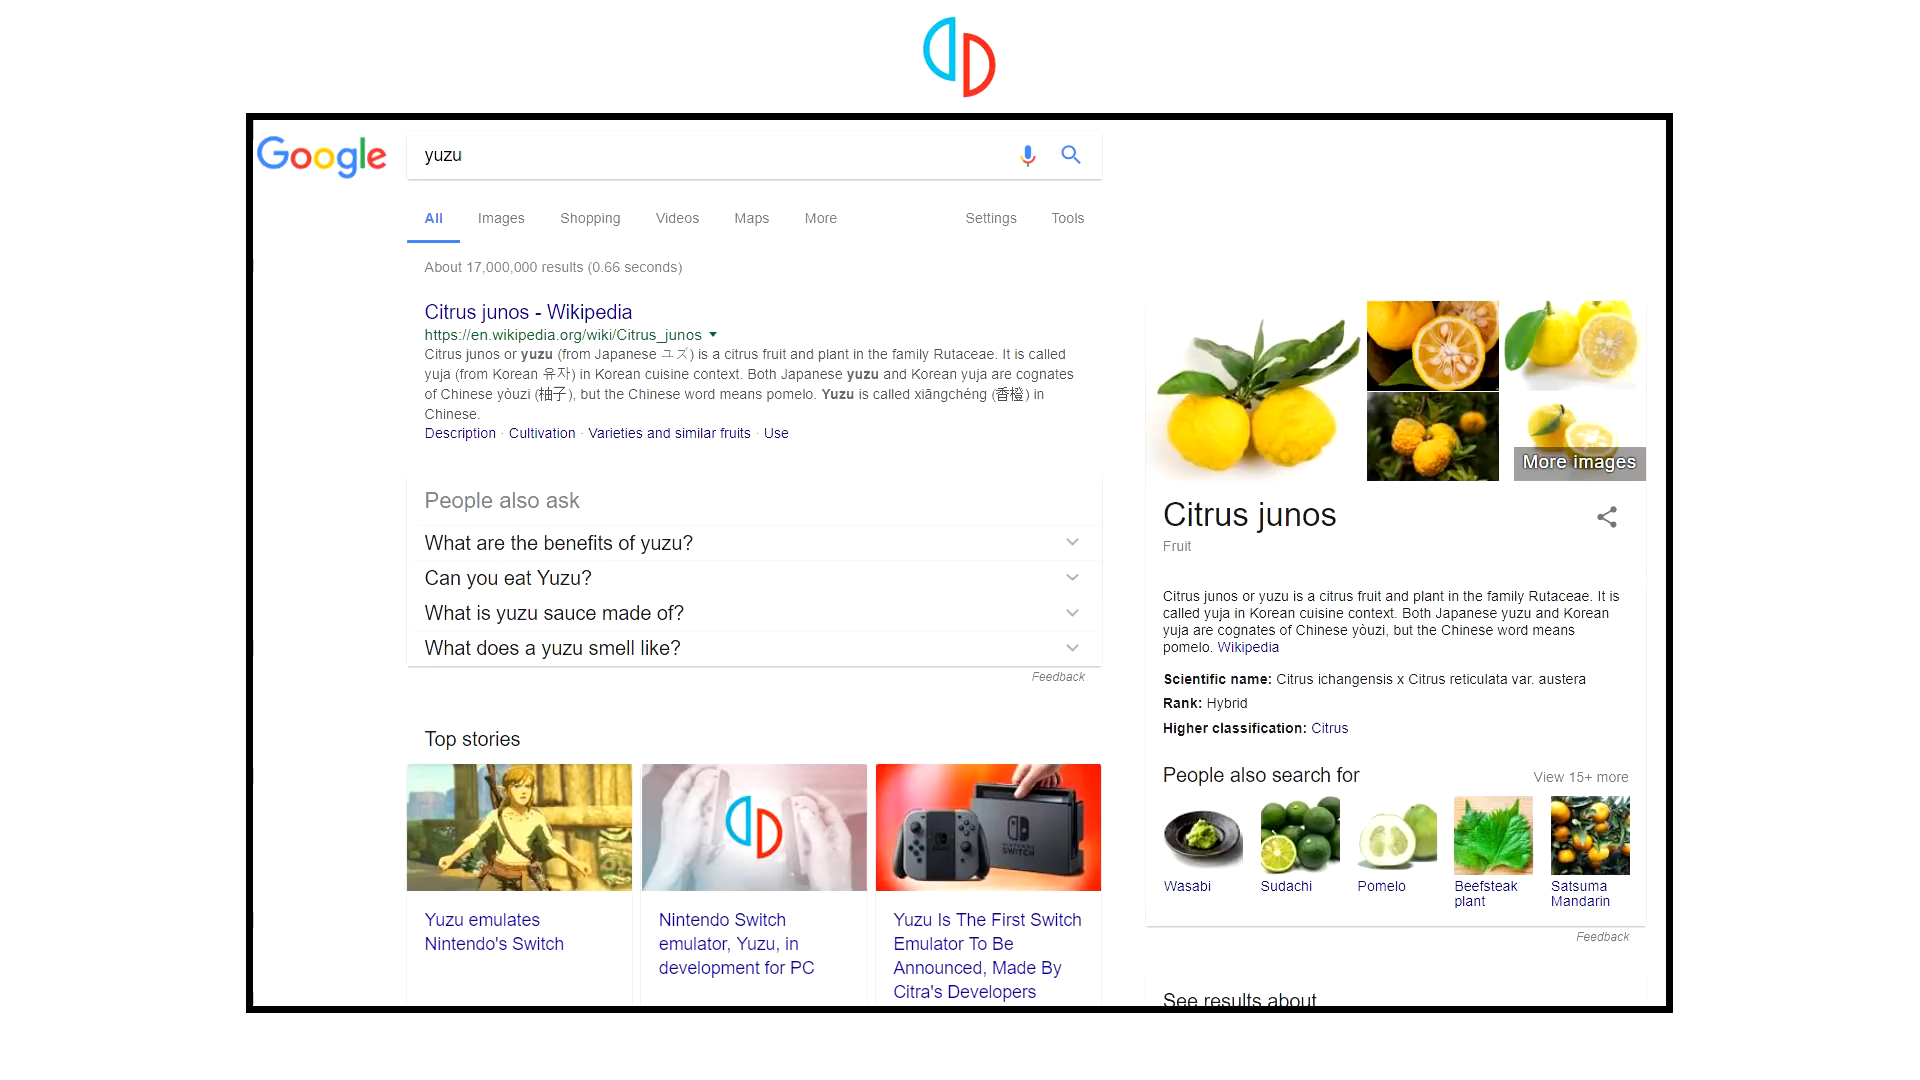 Google
yuzu
All Images Shopping Videos Maps More Settings Tools
About 17,000,000 results (0.66 seconds)
Citrus junos - Wikipedia
https://en.wikipedia.org/wiki/Citrus_junos
Citrus junos or yuzu (from Japanese ユズ) is a citrus fruit and plant in the family Rutaceae. It is called
yuja (from Korean 유자) in Korean cuisine context. Both Japanese yuzu and Korean yuja are cognates
of Chinese yòuzi (柚子), but the Chinese word means pomelo. Yuzu is called xiāngchéng (香橙) in
Chinese.
Description · Cultivation · Varieties and similar fruits · Use
People also ask
What are the benefits of yuzu?
Can you eat Yuzu?
What is yuzu sauce made of?
What does a yuzu smell like?
Feedback
Top stories
Yuzu emulates
Nintendo's Switch
Nintendo Switch
emulator, Yuzu, in
development for PC
NINTENDO
SWITCH
Yuzu Is The First Switch
Emulator To Be
Announced, Made By
Citra's Developers
More images
Citrus junos
Fruit
Citrus junos or yuzu is a citrus fruit and plant in the family Rutaceae. It is
called yuja in Korean cuisine context. Both Japanese yuzu and Korean
yuja are cognates of Chinese yòuzi, but the Chinese word means
pomelo. Wikipedia
Scientific name: Citrus ichangensis x Citrus reticulata var. austera
Rank: Hybrid
Higher classification: Citrus
People also search for View 15+ more
Wasabi
Sudachi
Pomelo
Beefsteak
plant
Satsuma
Mandarin
Feedback
See results about